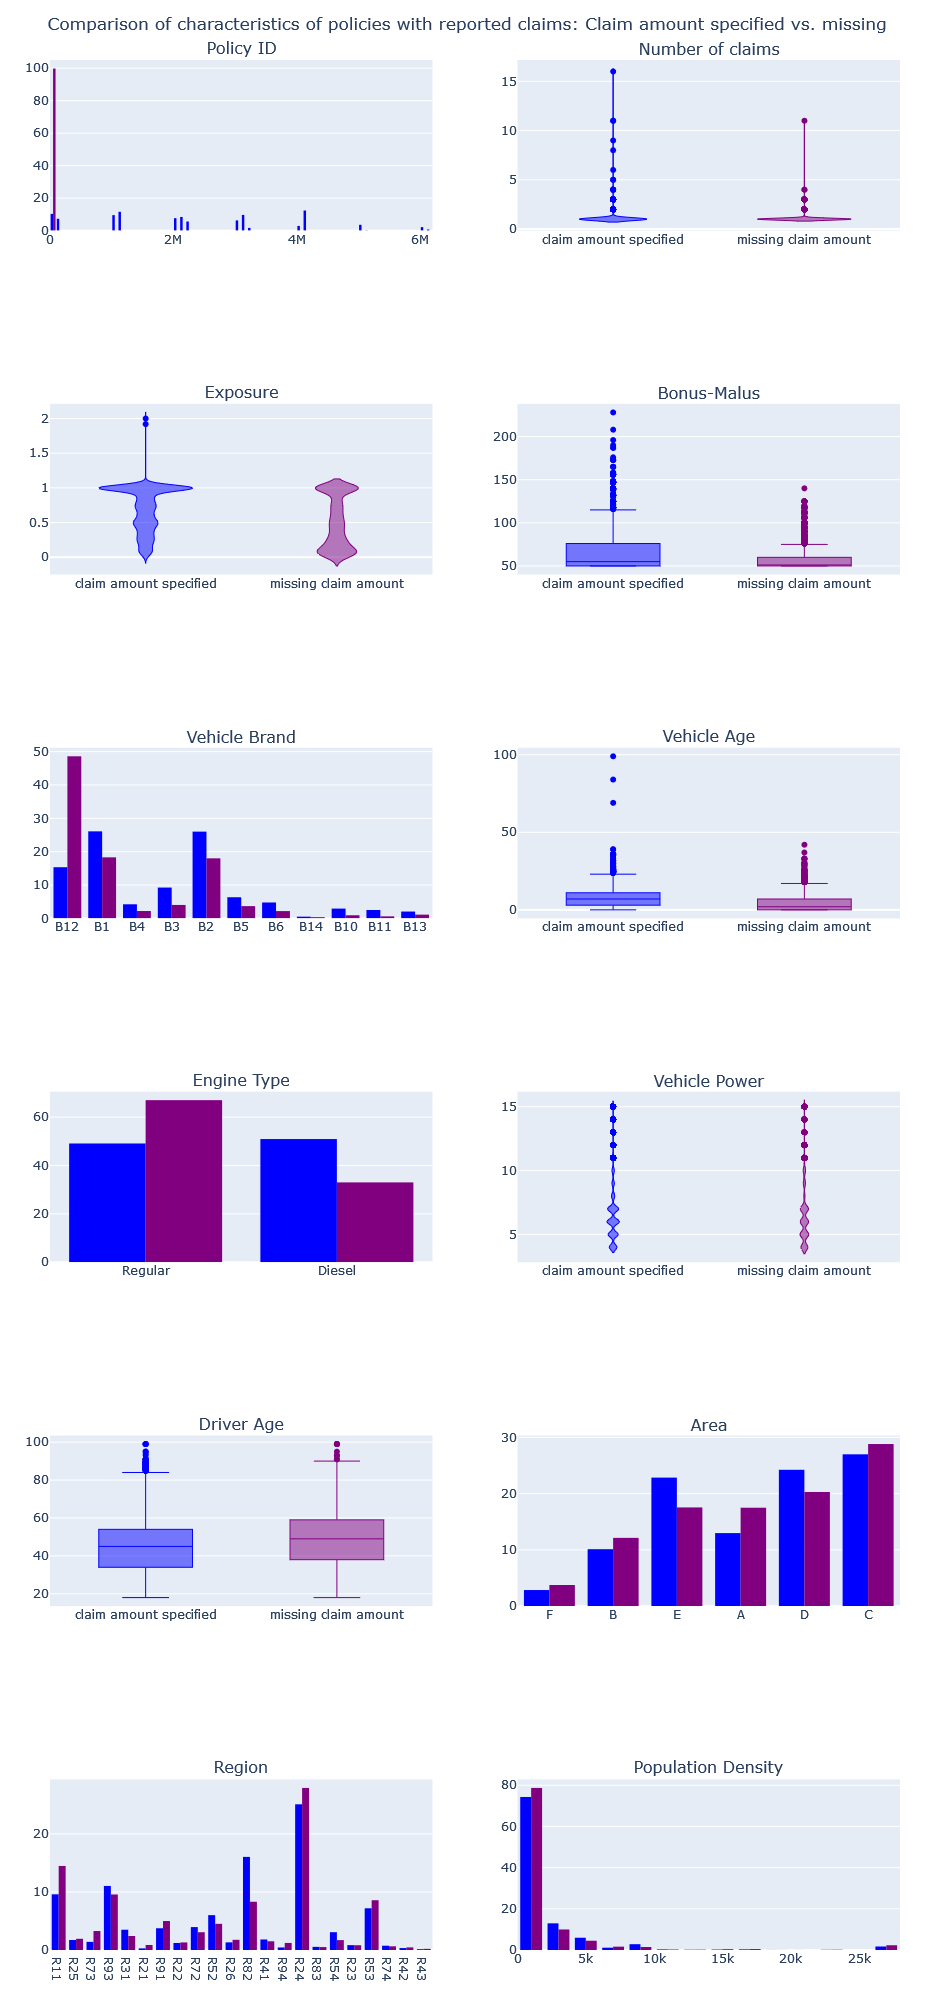 Comparison of characteristics of policies with reported claims: Claim amount specified vs. missing
Policy ID
100
80
60
40
20
0
0 2M 4M 6M
Number of claims
15
10
5
0
claim amount specified missing claim amount
Exposure
2
1.5
1
0.5
0
claim amount specified missing claim amount
Bonus-Malus
200
150
100
50
claim amount specified missing claim amount
Vehicle Brand
50
40
30
20
10
0
B12 B1 B4 B3 B2 B5 B6 B14 B10 B11 B13
Vehicle Age
100
50
0
claim amount specified missing claim amount
Engine Type
60
40
20
0
Regular Diesel
Vehicle Power
15
10
5
claim amount specified missing claim amount
Driver Age
100
80
60
40
20
claim amount specified missing claim amount
Area
30
20
10
0
F B E A D C
Region
20
10
0
R11 R25 R73 R93 R31 R21 R91 R22 R72 R52 R26 R82 R41 R94 R24 R83 R54 R23 R53 R74 R42 R43
Population Density
80
60
40
20
0
0 5k 10k 15k 20k 25k